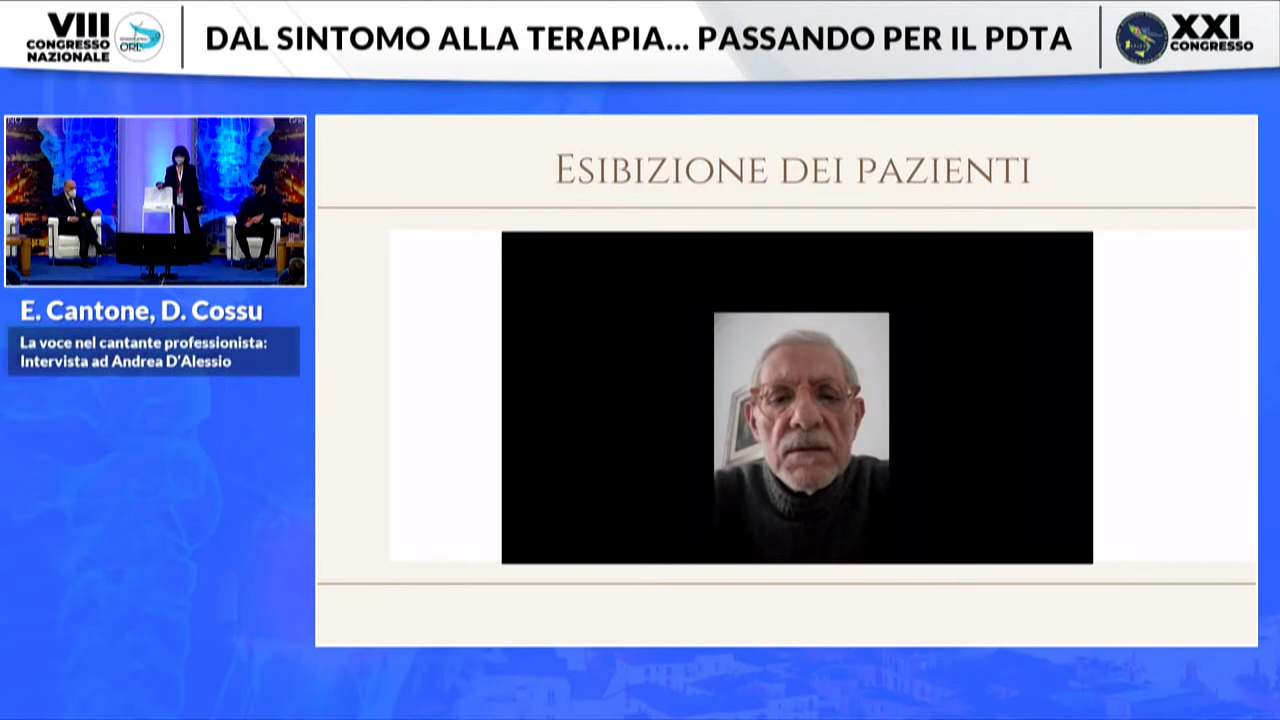 VIII
CONGRESSO
NAZIONALE
ORL
DAL SINTOMO ALLA TERAPIA... PASSANDO PER IL PDTA
XXI
CONGRESSO
ESIBIZIONE DEI PAZIENTI
E. Cantone, D. Cossu
La voce nel cantante professionista:
Intervista ad Andrea D'Alessio